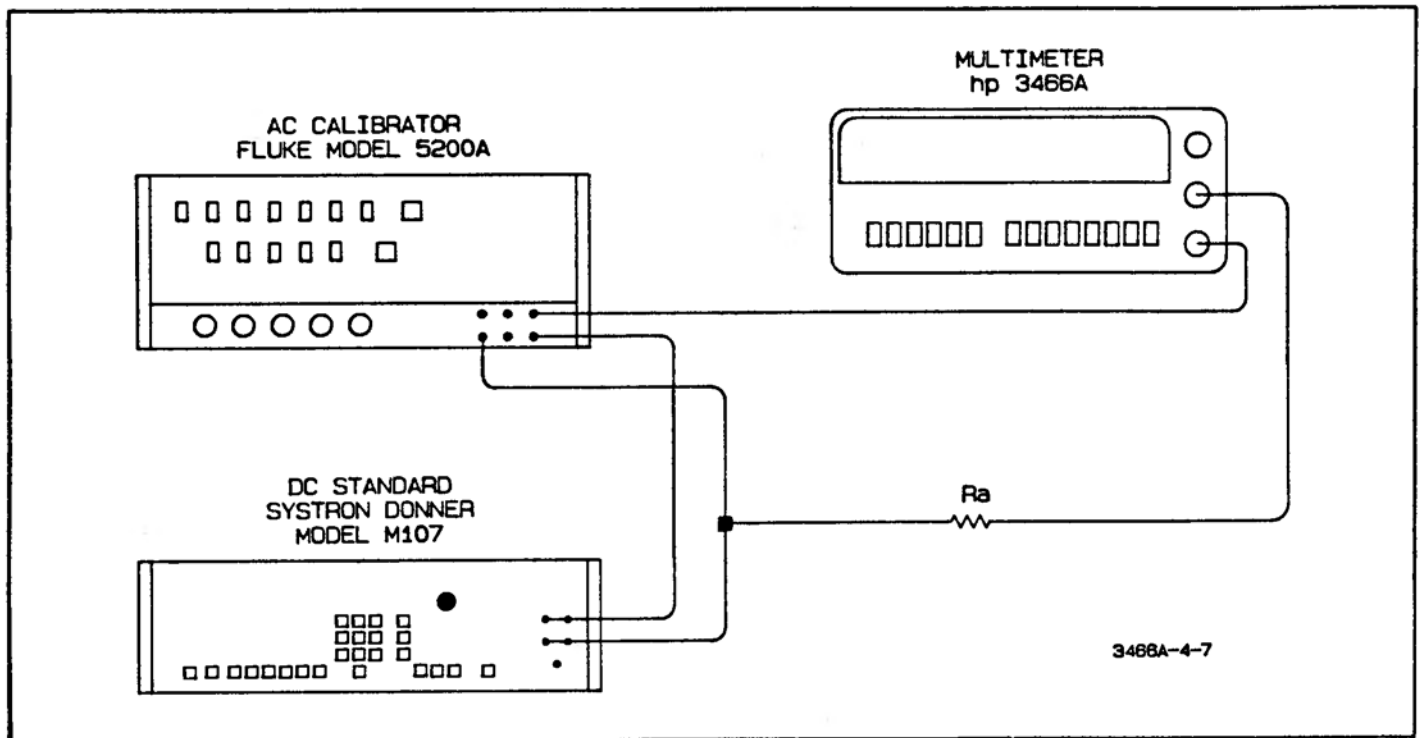 MULTIMETER
hp 3466A
AC CALIBRATOR
FLUKE MODEL 5200A
DC STANDARD
SYSTRON DONNER
MODEL M107
Ra
3466A-4-7